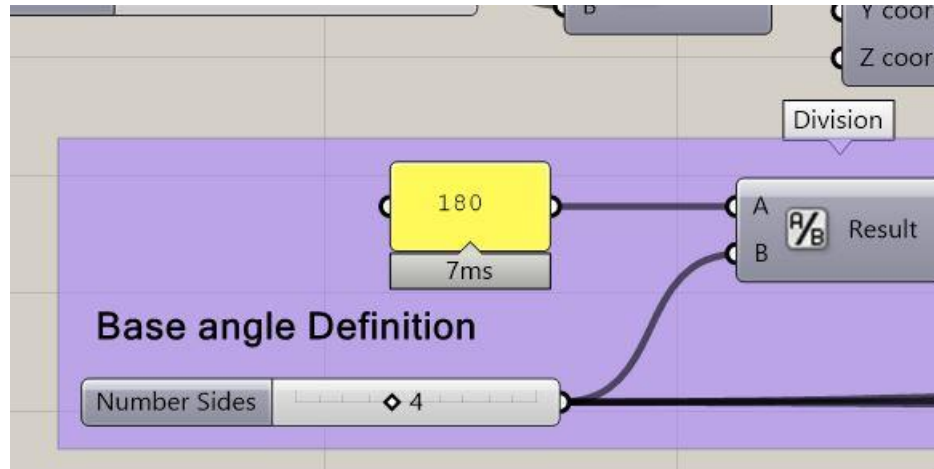 B
Y coor
Z coor
Division
180
A
A/B
Result
B
7ms
Base angle Definition
Number Sides
4